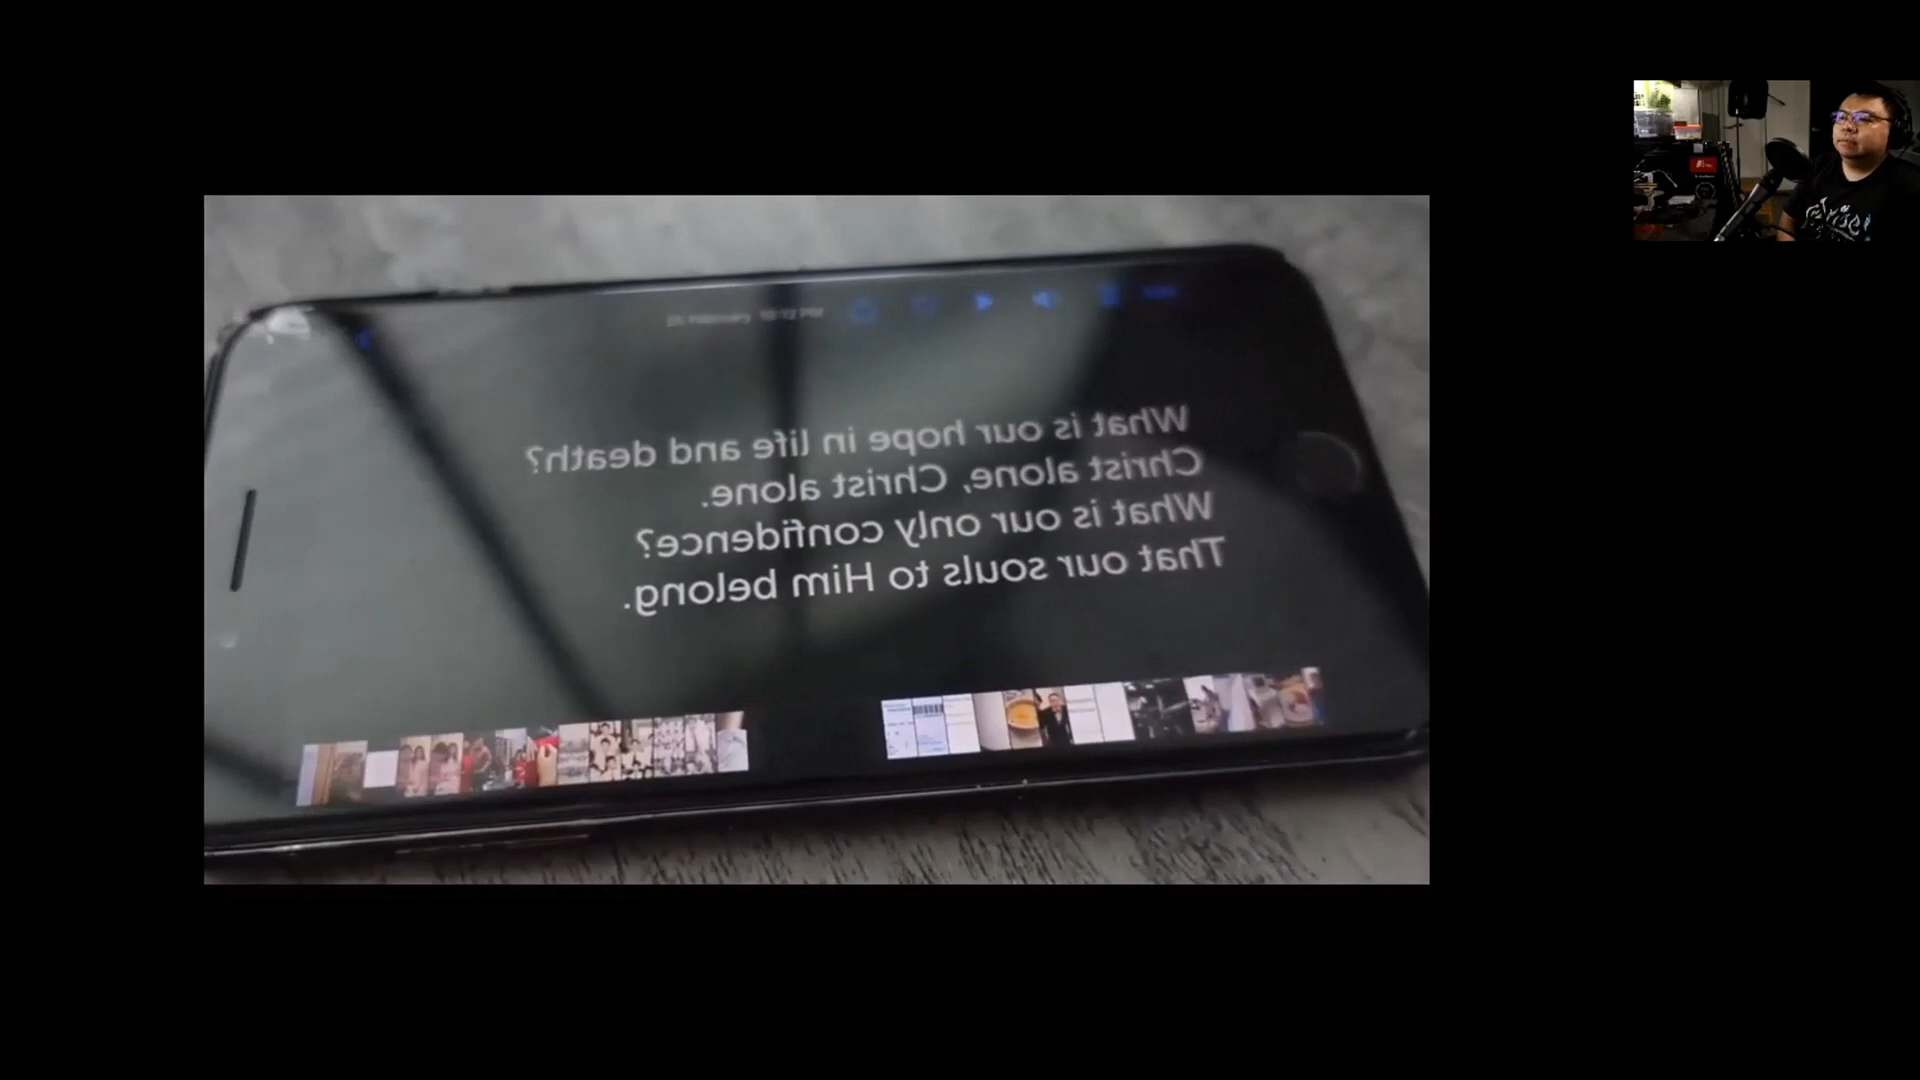 What is our hope in life and death?
Christ alone, Christ alone.
What is our only confidence?
That our souls to Him belong.